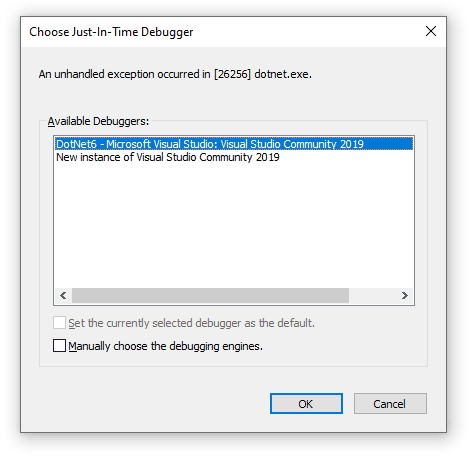 Choose Just-In-Time Debugger
An unhandled exception occurred in [26256] dotnet.exe.
Available Debuggers:
DotNet6 - Microsoft Visual Studio: Visual Studio Community 2019
New instance of Visual Studio Community 2019
Set the currently selected debugger as the default.
Manually choose the debugging engines.
OK
Cancel